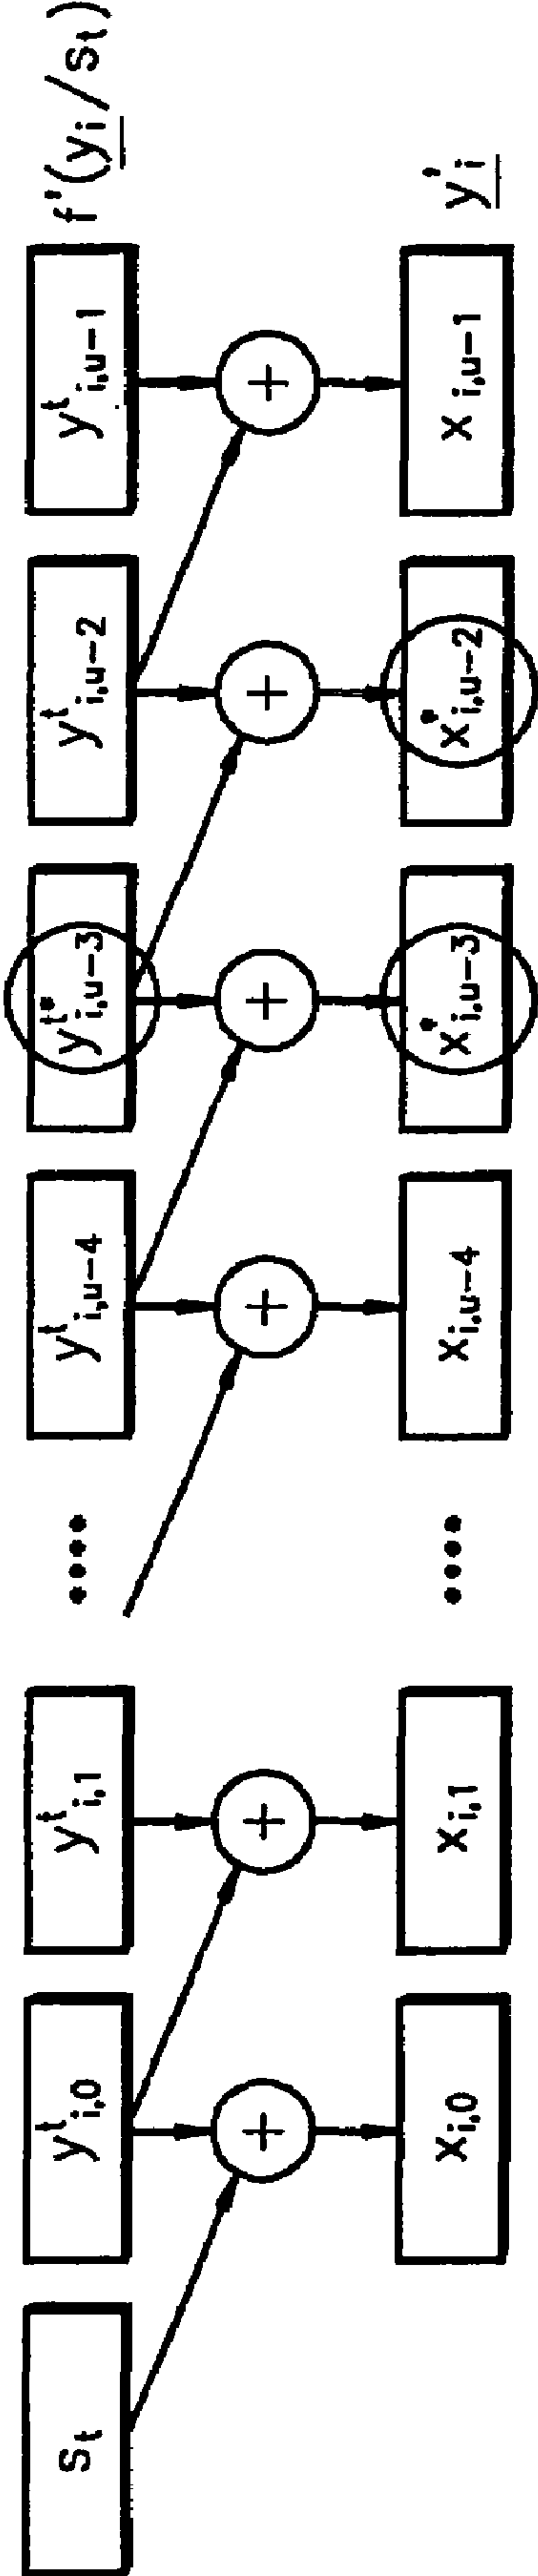 s_t y^t_{i,0} y^t_{i,1} •••• y^t_{i,u-4} y^{t*}_{i,u-3} y^t_{i,u-2} y^t_{i,u-1} f'(y_i/s_t)
+ + + + + +
x_{i,0} x_{i,1} •••• x_{i,u-4} x^*_{i,u-3} x^*_{i,u-2} x_{i,u-1} y'_i